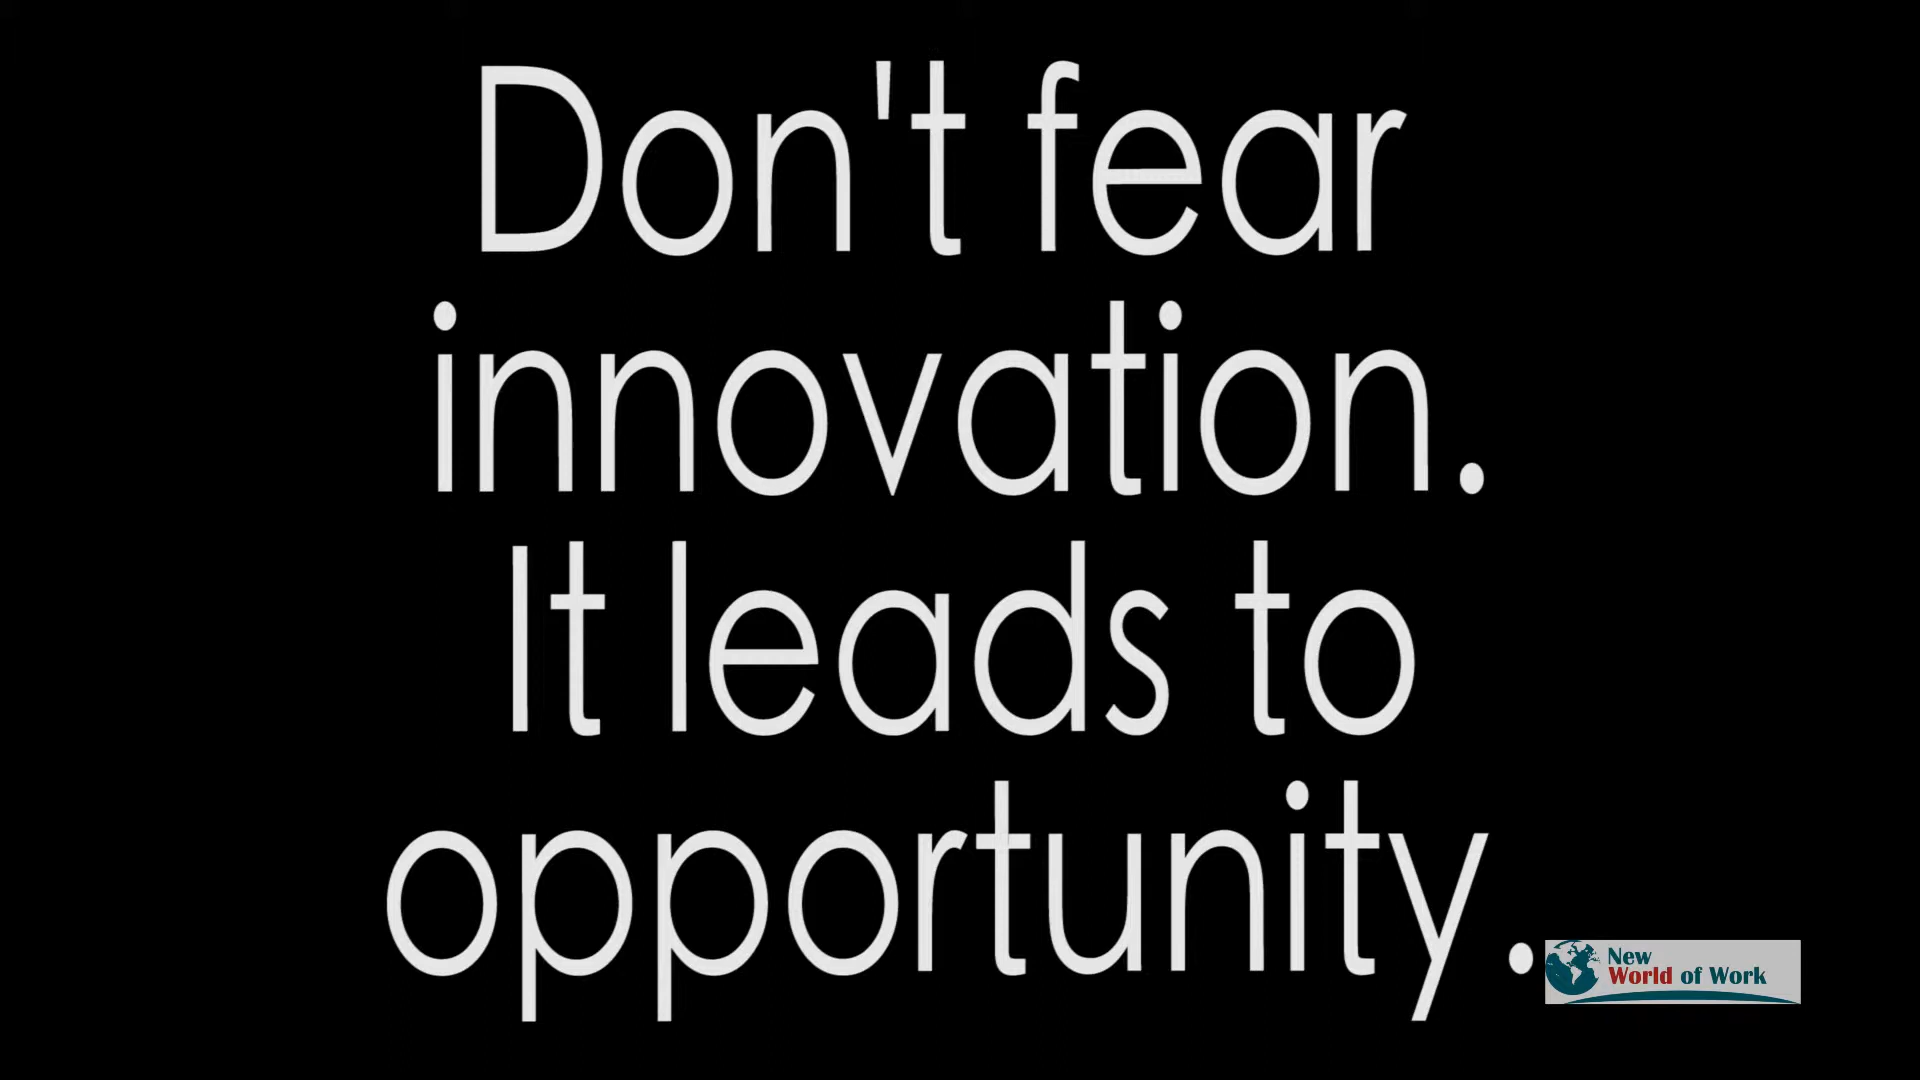 Don't fear
innovation.
It leads to
opportunity.
New
World of Work